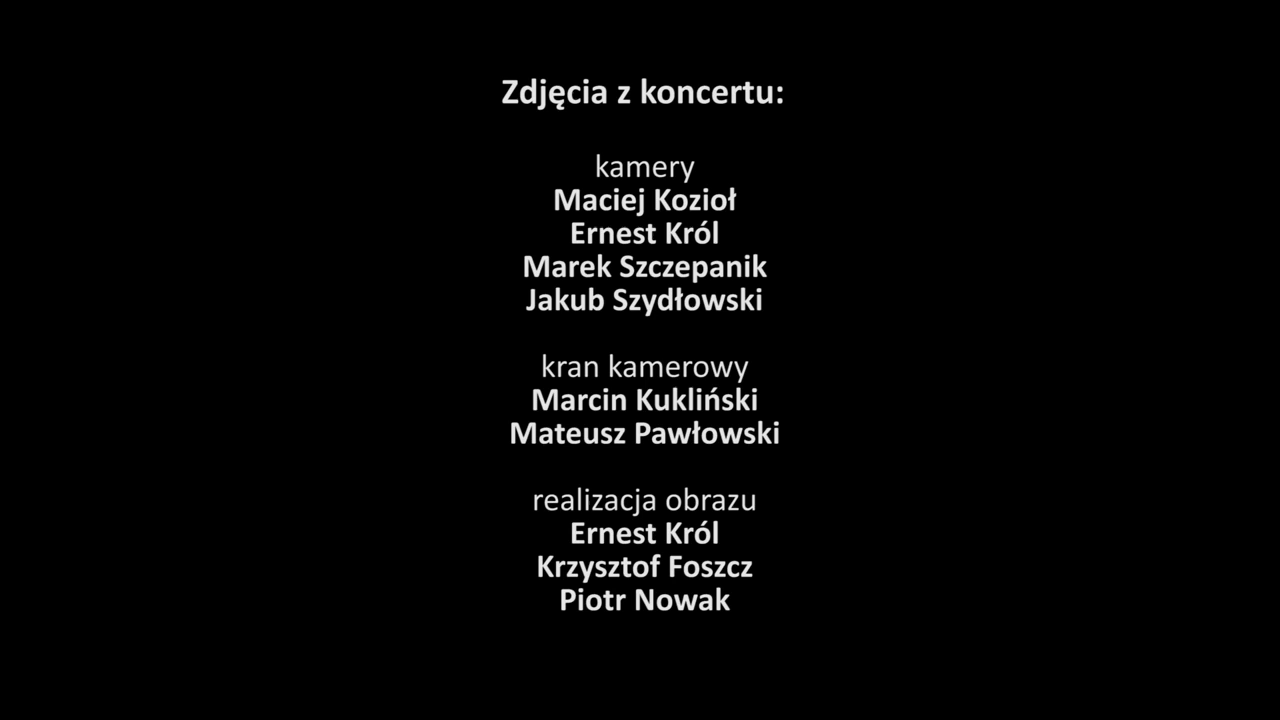 Zdjęcia z koncertu:
kamery
Maciej Kozioł
Ernest Król
Marek Szczepanik
Jakub Szydłowski
kran kamerowy
Marcin Kukliński
Mateusz Pawłowski
realizacja obrazu
Ernest Król
Krzysztof Foszcz
Piotr Nowak